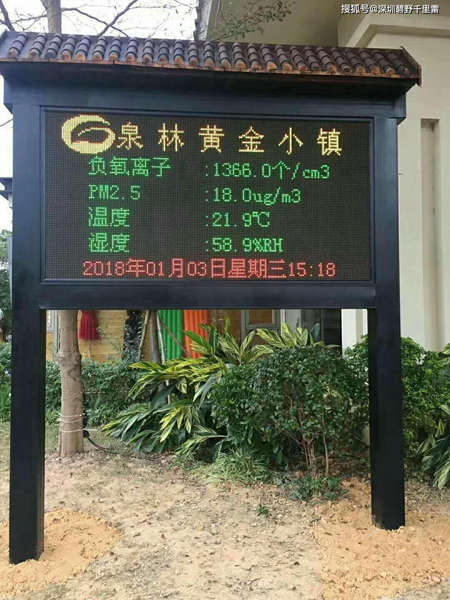 搜狐号@深圳碧野千里雷
泉林黄金小镇
负氧离子 :1366.0个/cm3
PM2.5 :18.0ug/m3
温度 :21.9℃
湿度 :58.9%RH
2018年01月03日星期三15:18